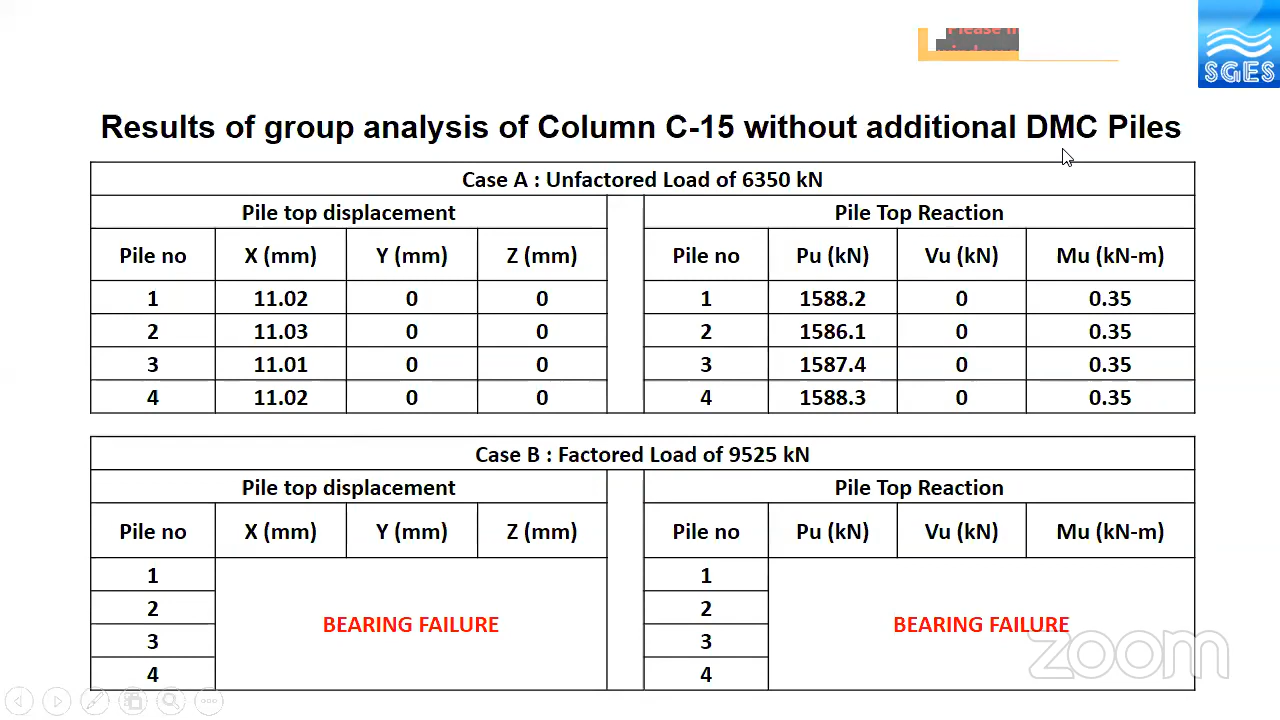 Please
SGES
Results of group analysis of Column C-15 without additional DMC Piles
Case A : Unfactored Load of 6350 kN
Pile top displacement Pile Top Reaction
Pile no X (mm) Y (mm) Z (mm) Pile no Pu (kN) Vu (kN) Mu (kN-m)
1 11.02 0 0 1 1588.2 0 0.35
2 11.03 0 0 2 1586.1 0 0.35
3 11.01 0 0 3 1587.4 0 0.35
4 11.02 0 0 4 1588.3 0 0.35
Case B : Factored Load of 9525 kN
Pile top displacement Pile Top Reaction
Pile no X (mm) Y (mm) Z (mm) Pile no Pu (kN) Vu (kN) Mu (kN-m)
1 1
2 2
BEARING FAILURE BEARING FAILURE
3 3
4 4
zoom